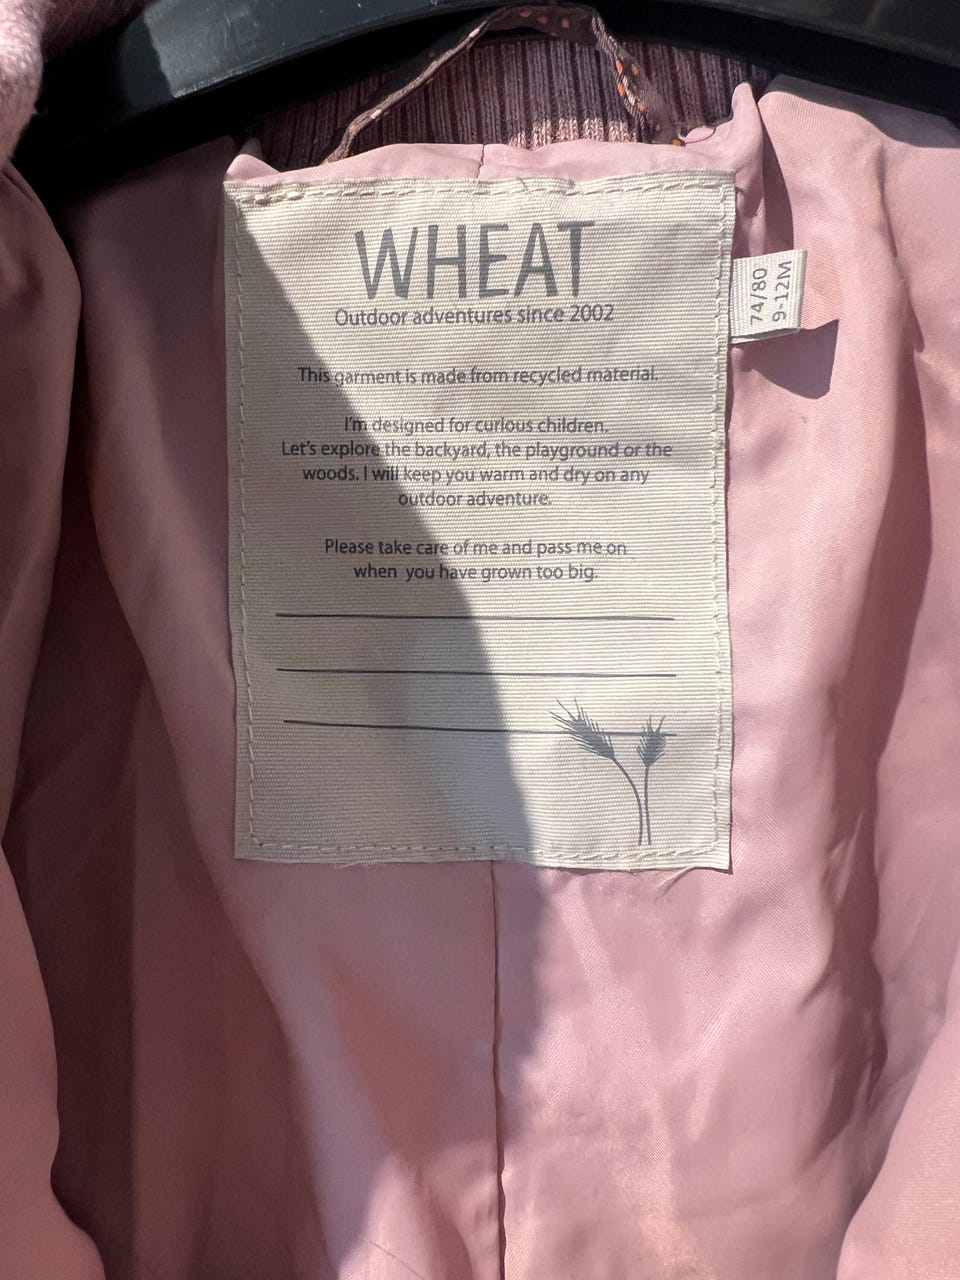 WHEAT
Outdoor adventures since 2002
74/80
9-12M
This garment is made from recycled material.
I'm designed for curious children.
Let's explore the backyard, the playground or the
woods. I will keep you warm and dry on any
outdoor adventure.
Please take care of me and pass me on
when you have grown too big.